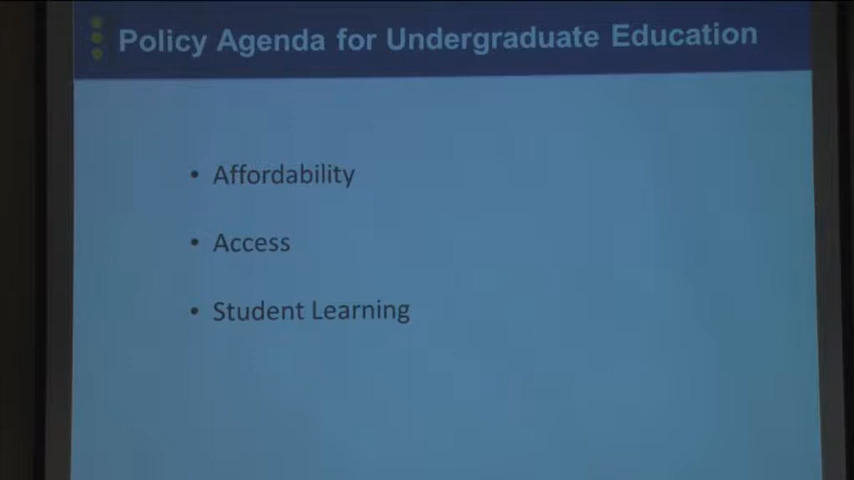 Policy Agenda for Undergraduate Education
• Affordability
• Access
• Student Learning